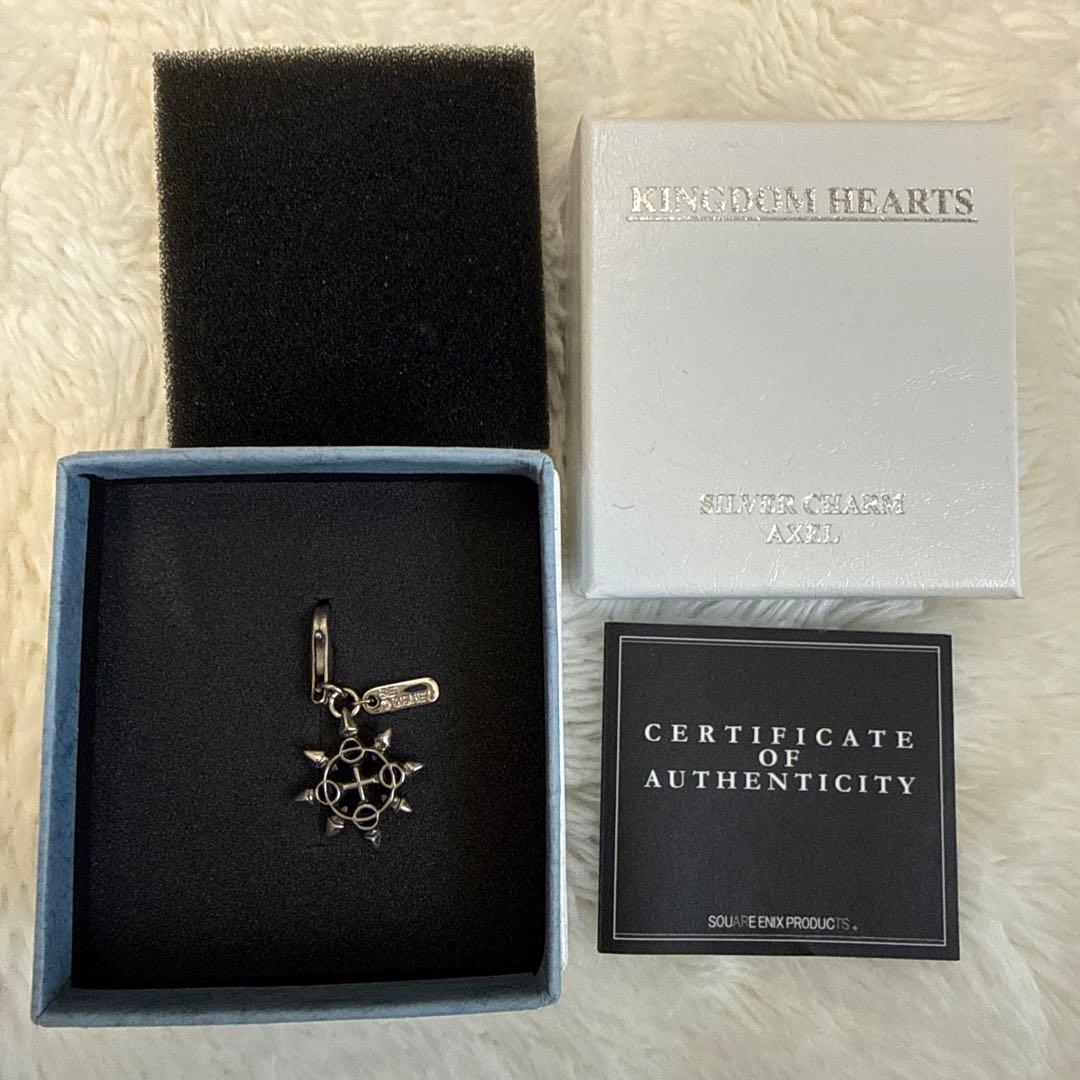 KINGDOM HEARTS
SILVER CHARM
AXEL
CERTIFICATE
OF
AUTHENTICITY
SQUARE ENIX PRODUCTS.